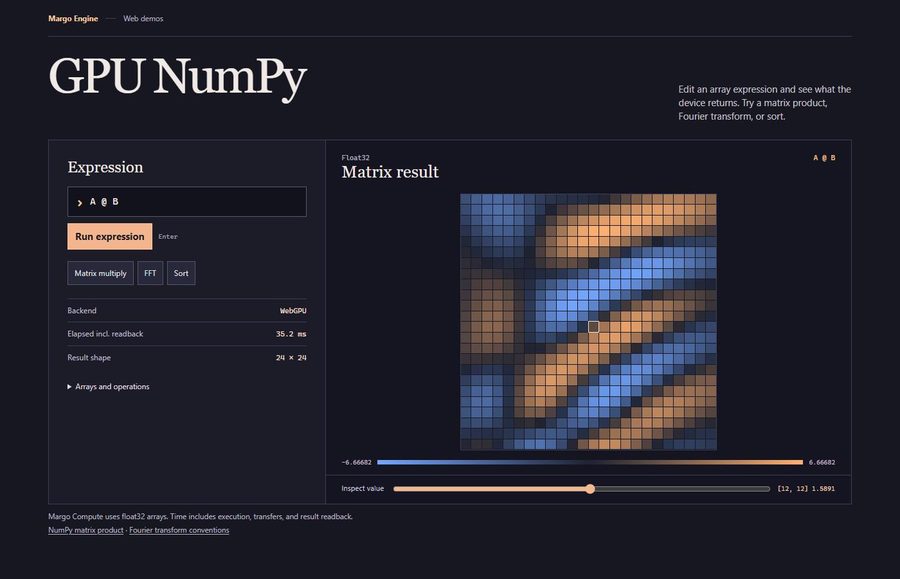 Margo Engine — Web demos
GPU NumPy
Edit an array expression and see what the
device returns. Try a matrix product,
Fourier transform, or sort.
Expression
› A @ B
Run expression Enter
Matrix multiply FFT Sort
Backend WebGPU
Elapsed incl. readback 35.2 ms
Result shape 24 × 24
▶ Arrays and operations
Float32
Matrix result
A @ B
−6.66682 6.66682
Inspect value [12, 12] 1.5891
Margo Compute uses float32 arrays. Time includes execution, transfers, and result readback.
NumPy matrix product · Fourier transform conventions